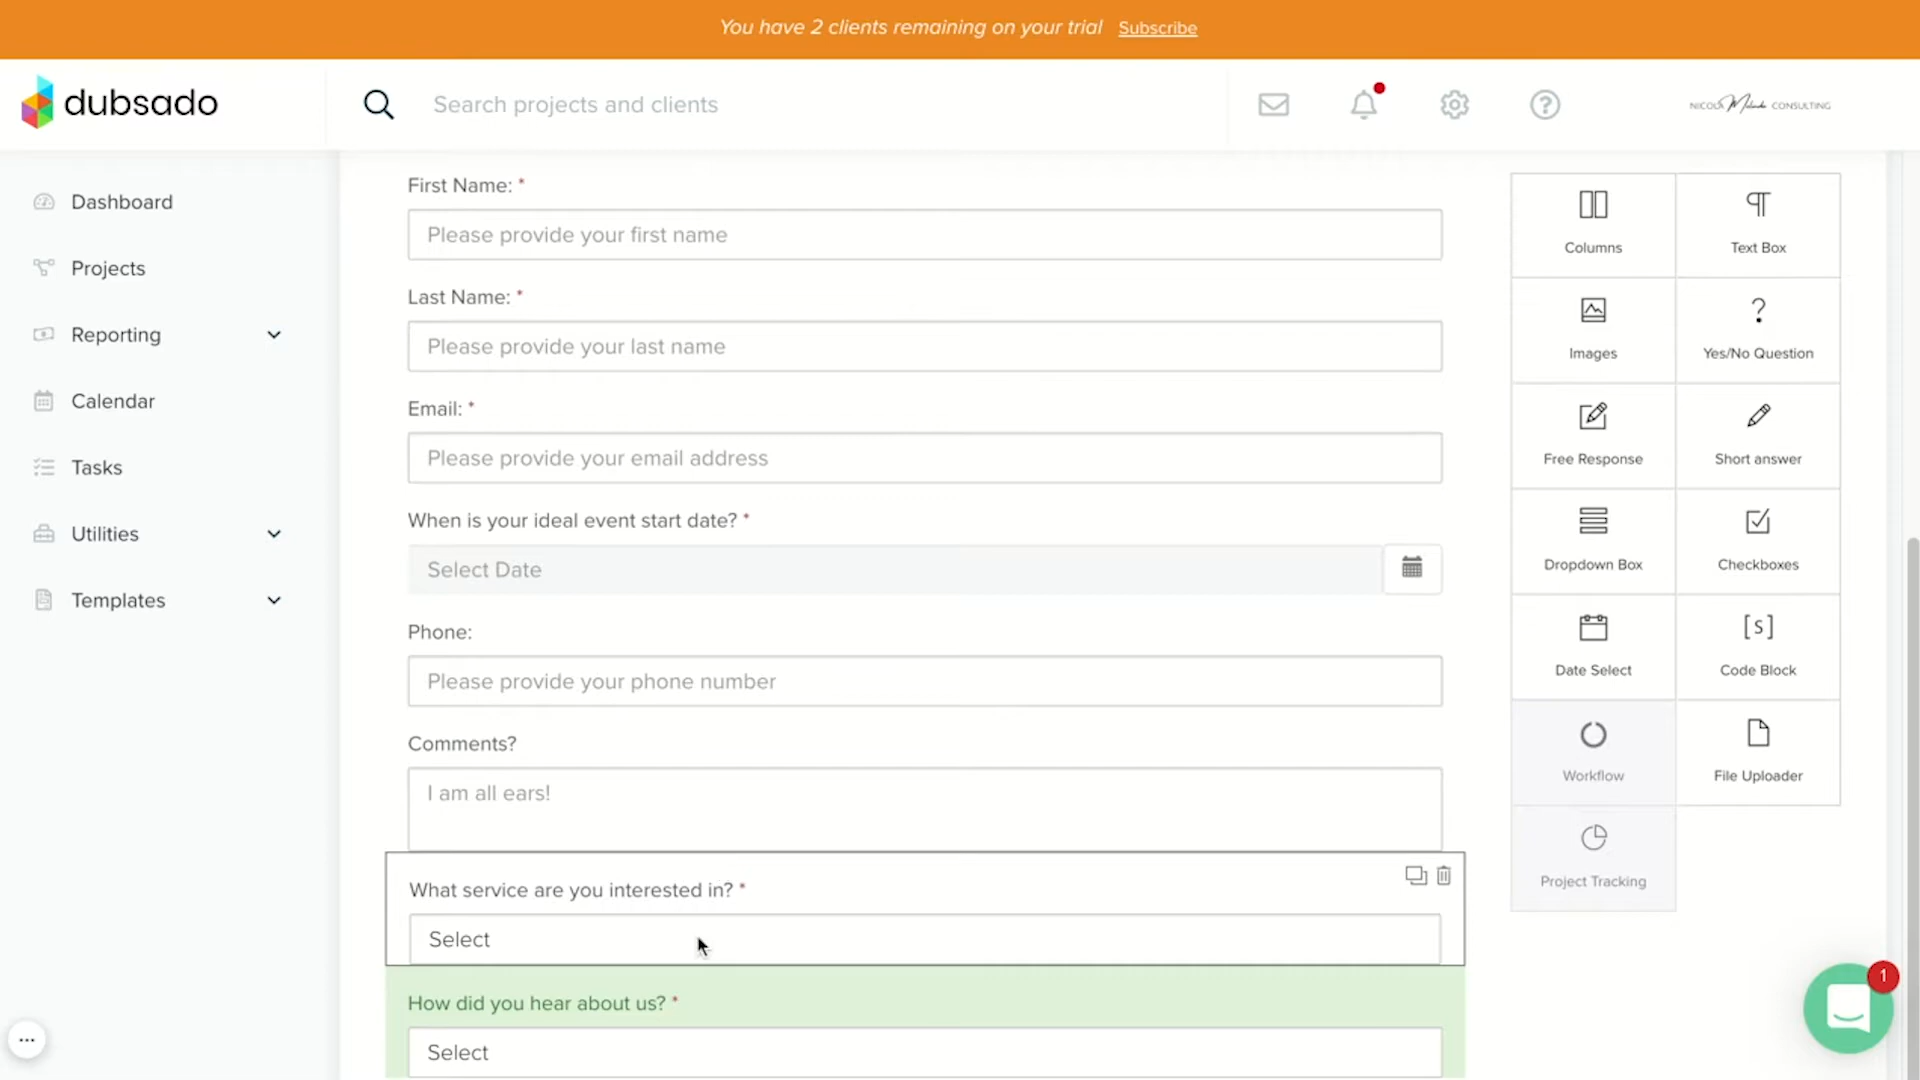 You have 2 clients remaining on your trial Subscribe
dubsado
Search projects and clients
CONSULTING
Dashboard
Projects
Reporting
Calendar
Tasks
Utilities
Templates
First Name: *
Please provide your first name
Last Name: *
Please provide your last name
Email: *
Please provide your email address
When is your ideal event start date? *
Select Date
Phone:
Please provide your phone number
Comments?
I am all ears!
What service are you interested in? *
Select
How did you hear about us? *
Select
Columns
Text Box
Images
Yes/No Question
Free Response
Short answer
Dropdown Box
Checkboxes
Date Select
[S]
Code Block
Workflow
File Uploader
Project Tracking
1